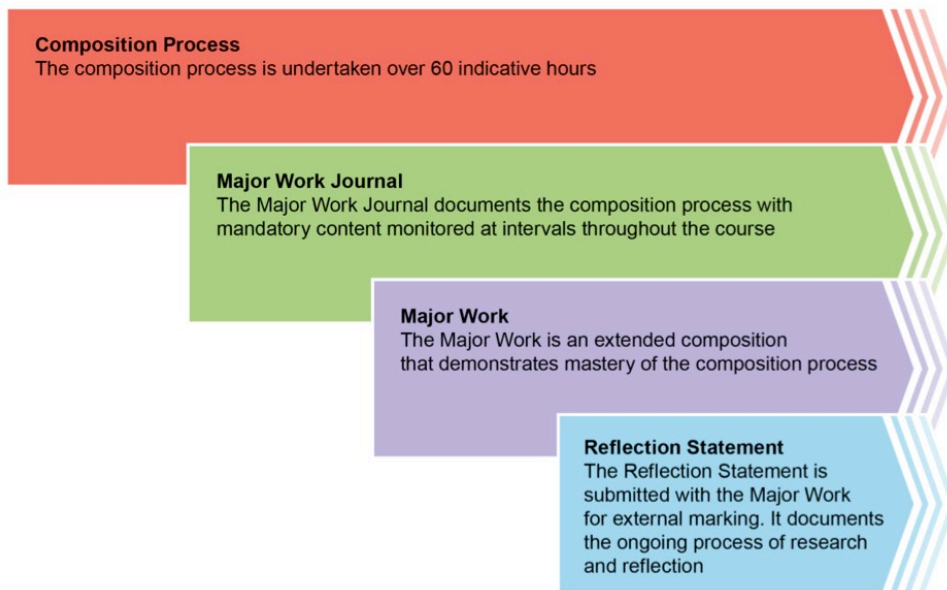 Composition Process
The composition process is undertaken over 60 indicative hours
Major Work Journal
The Major Work Journal documents the composition process with
mandatory content monitored at intervals throughout the course
Major Work
The Major Work is an extended composition
that demonstrates mastery of the composition process
Reflection Statement
The Reflection Statement is
submitted with the Major Work
for external marking. It documents
the ongoing process of research
and reflection